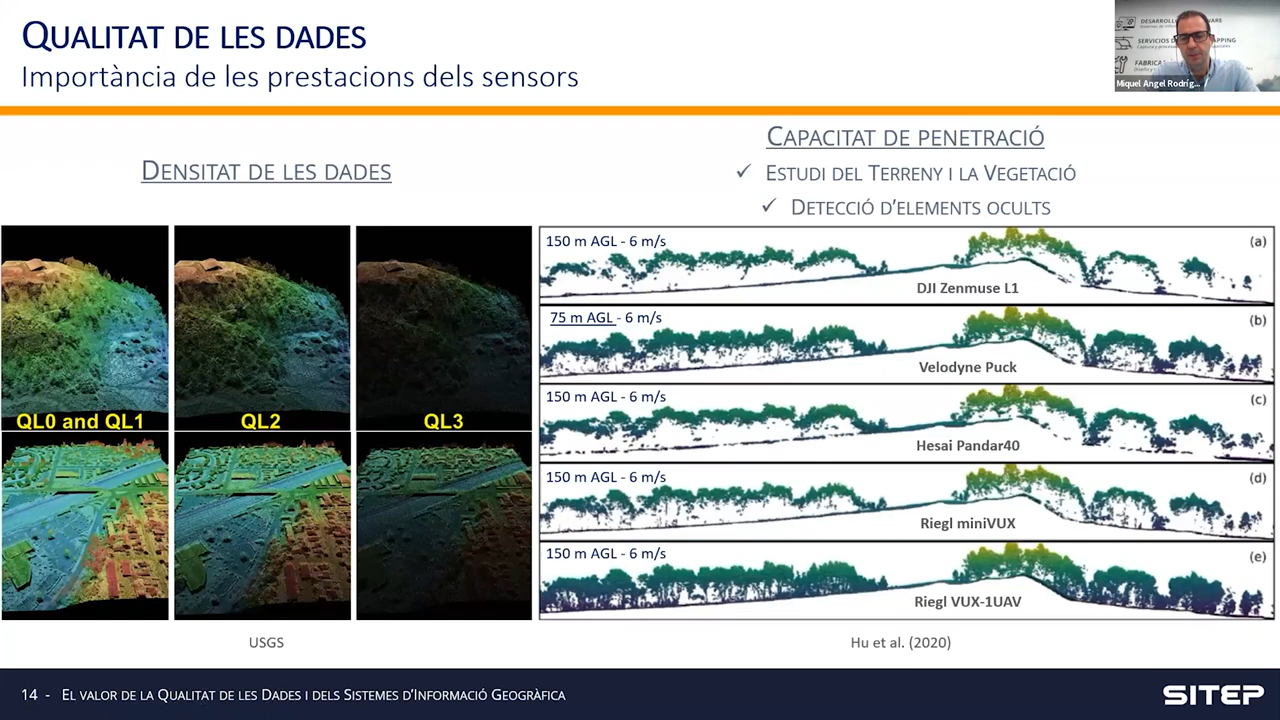 QUALITAT DE LES DADES
Importància de les prestacions dels sensors
DESARROLLO
SERVICIOS
FABRICA
Miquel Angel Rodríg...
DENSITAT DE LES DADES
CAPACITAT DE PENETRACIÓ
✓ ESTUDI DEL TERRENY I LA VEGETACIÓ
✓ DETECCIÓ D'ELEMENTS OCULTS
QL0 and QL1
QL2
QL3
150 m AGL - 6 m/s
(a)
DJI Zenmuse L1
75 m AGL - 6 m/s
(b)
Velodyne Puck
150 m AGL - 6 m/s
(c)
Hesai Pandar40
150 m AGL - 6 m/s
(d)
Riegl miniVUX
150 m AGL - 6 m/s
(e)
Riegl VUX-1UAV
USGS
Hu et al. (2020)
14 - EL VALOR DE LA QUALITAT DE LES DADES I DELS SISTEMES D'INFORMACIÓ GEOGRÀFICA
SITEP